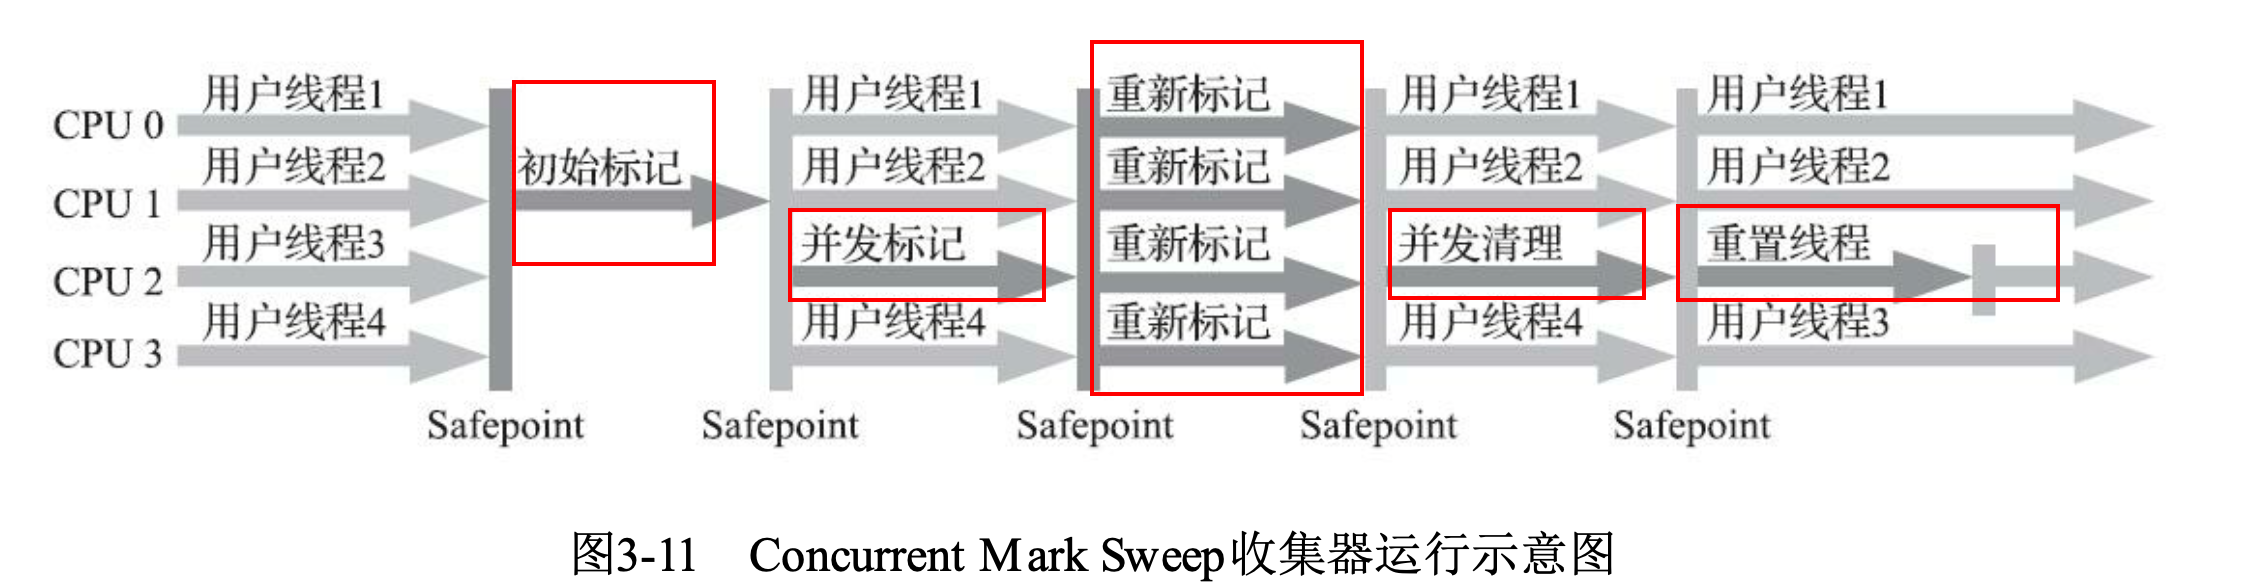 用户线程1 用户线程1 重新标记 用户线程1 用户线程1
CPU 0
用户线程2 初始标记 用户线程2 重新标记 用户线程2 用户线程2
CPU 1
用户线程3 并发标记 重新标记 并发清理 重置线程
CPU 2
用户线程4 用户线程4 重新标记 用户线程4 用户线程3
CPU 3
Safepoint Safepoint Safepoint Safepoint Safepoint
图3-11 Concurrent Mark Sweep收集器运行示意图